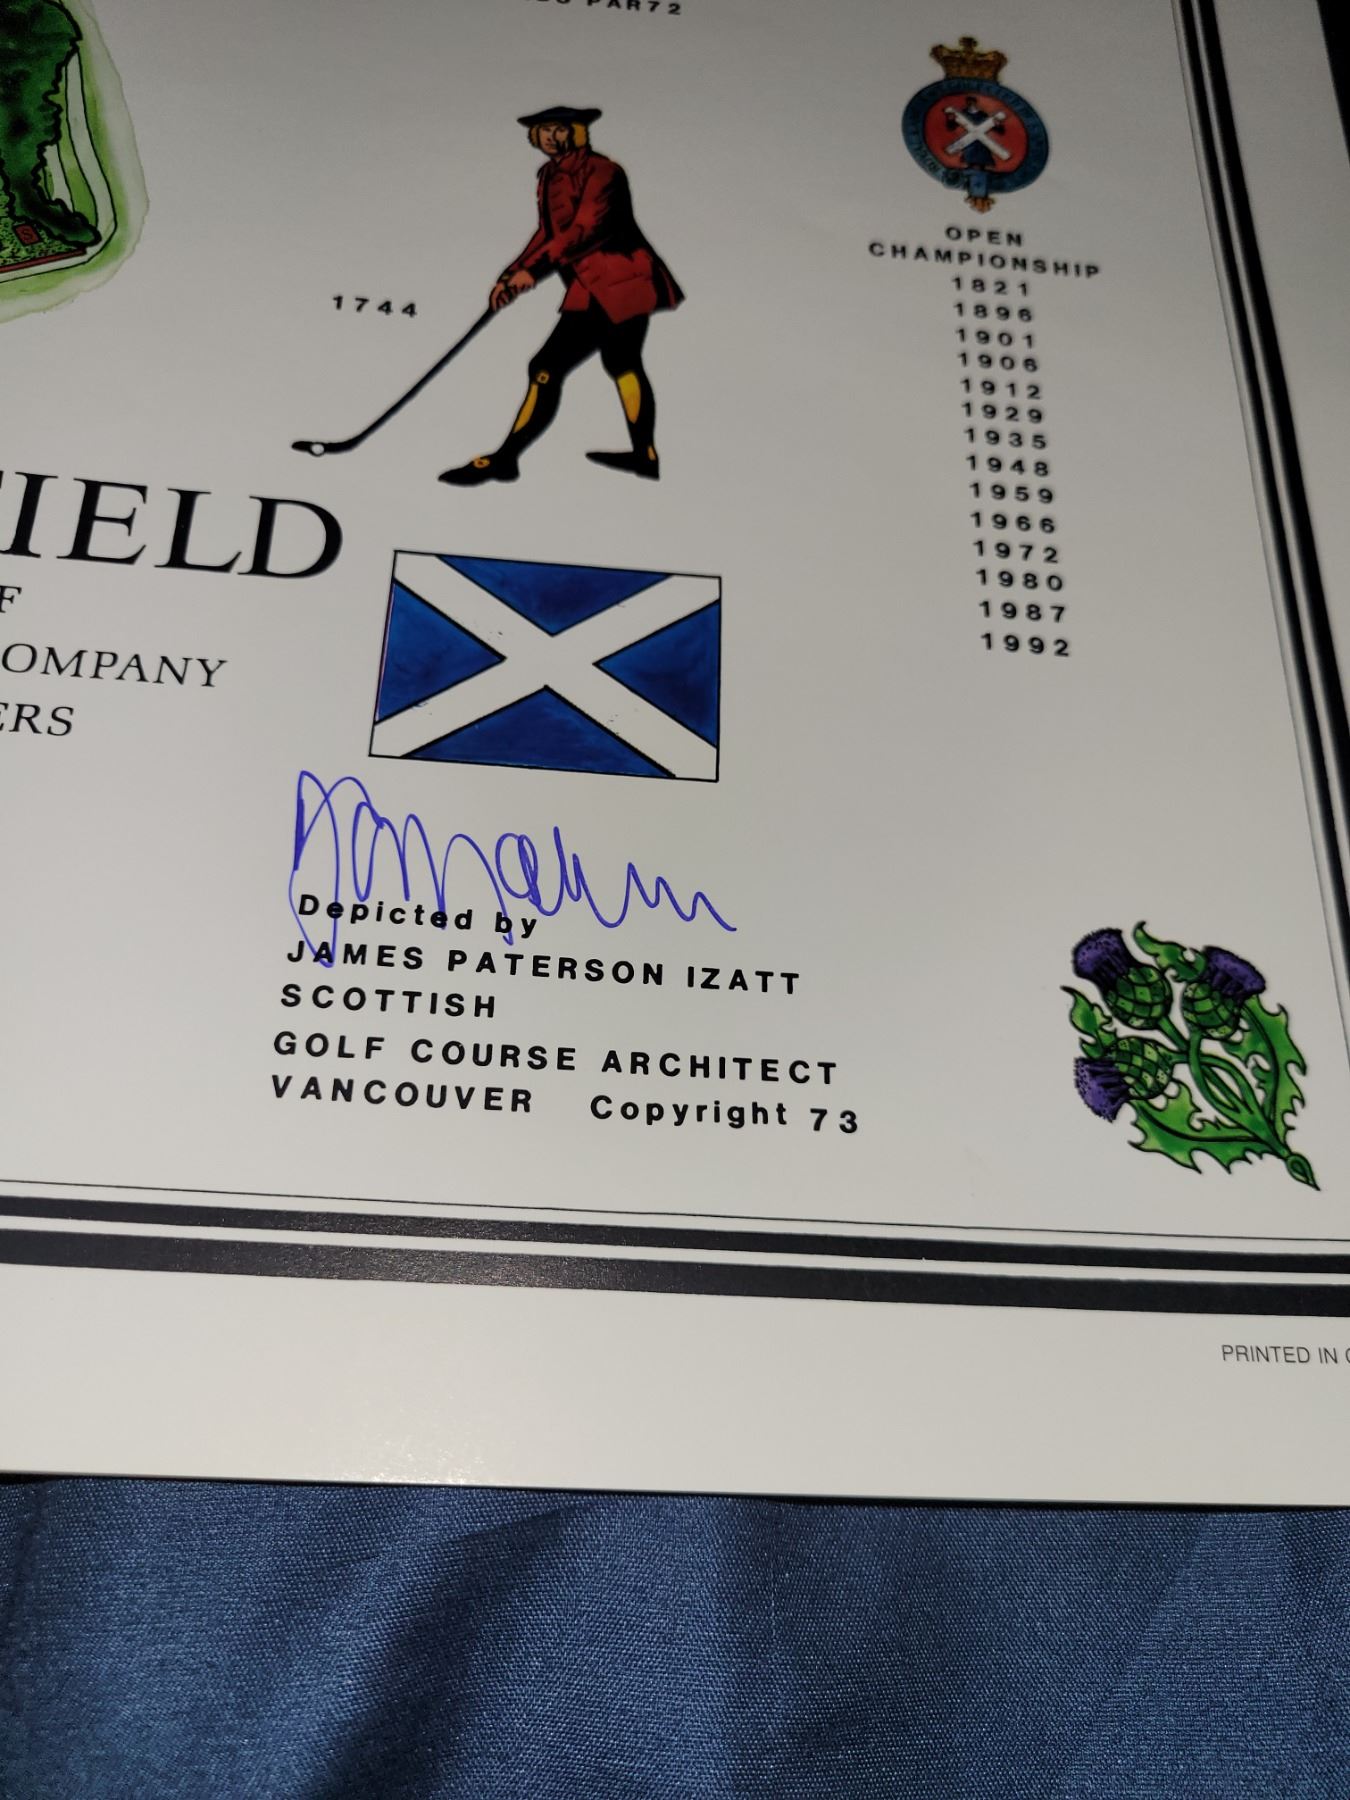 PAR72
OPEN
CHAMPIONSHIP
1821
1896
1901
1906
1912
1929
1935
1948
1959
1966
1972
1980
1987
1992
1744
IELD
F
OMPANY
ERS
Depicted by
JAMES PATERSON IZATT
SCOTTISH
GOLF COURSE ARCHITECT
VANCOUVER Copyright 73
PRINTED IN C